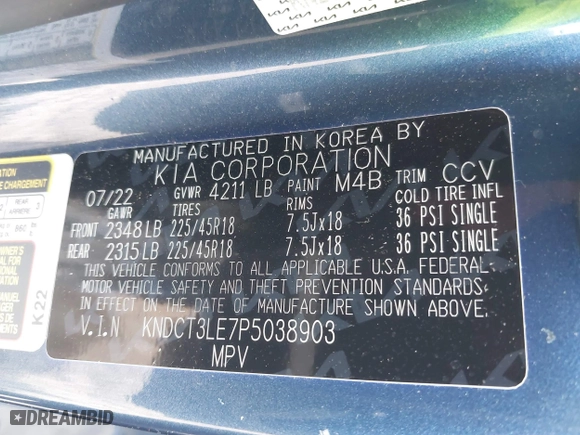 MANUFACTURED IN KOREA BY
KIA CORPORATION
07/22 GVWR 4211 LB PAINT M4B TRIM CCV
GAWR TIRES RIMS COLD TIRE INFL
FRONT 2348 LB 225/45R18 7.5Jx18 36 PSI SINGLE
REAR 2315 LB 225/45R18 7.5Jx18 36 PSI SINGLE
THIS VEHICLE CONFORMS TO ALL APPLICABLE U.S.A. FEDERAL
MOTOR VEHICLE SAFETY AND THEFT PREVENTION STANDARDS
IN EFFECT ON THE DATE OF MANUFACTURE SHOWN ABOVE.
V.I.N KNDCT3LE7P5038903
MPV
K22
DREAMBID